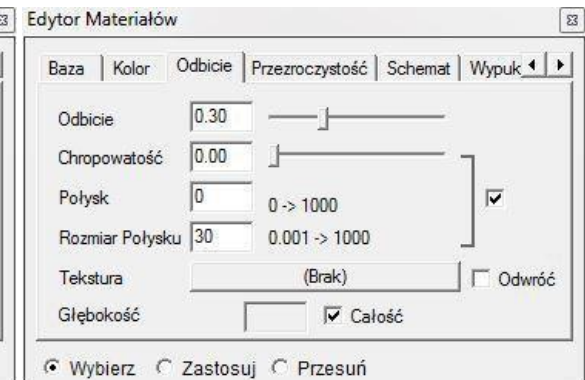 Edytor Materiałów
Baza Kolor Odbicie Przezroczystość Schemat Wypuk
Odbicie 0.30
Chropowatość 0.00
Połysk 0 0 -> 1000
Rozmiar Połysku 30 0.001 -> 1000
Tekstura (Brak) Odwróć
Głębokość Całość
Wybierz Zastosuj Przesuń